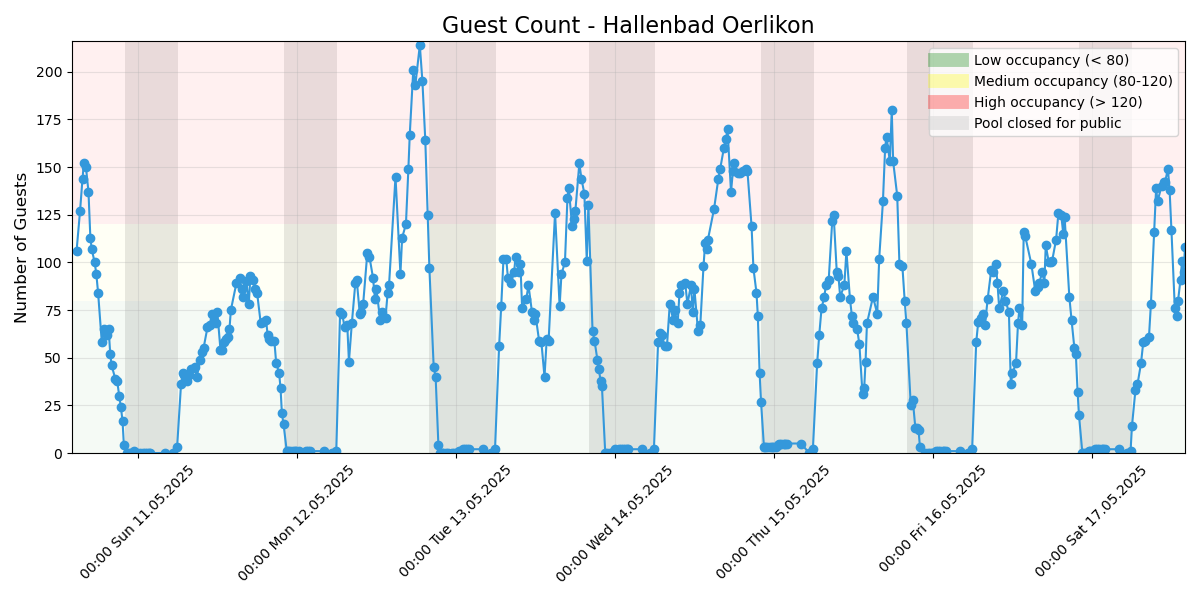 Guest Count - Hallenbad Oerlikon
Low occupancy (< 80)
Medium occupancy (80-120)
High occupancy (> 120)
Pool closed for public
Number of Guests
200
175
150
125
100
75
50
25
0
00:00 Sun 11.05.2025
00:00 Mon 12.05.2025
00:00 Tue 13.05.2025
00:00 Wed 14.05.2025
00:00 Thu 15.05.2025
00:00 Fri 16.05.2025
00:00 Sat 17.05.2025